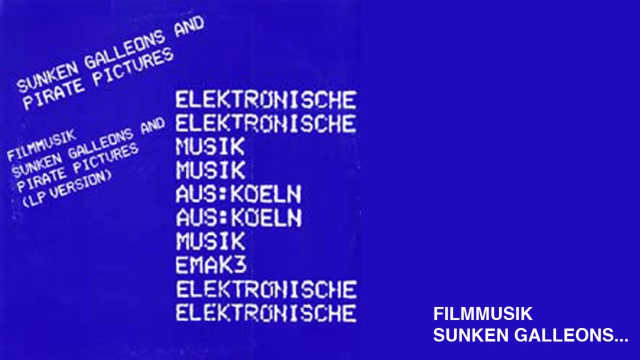 SUNKEN GALLEONS AND
PIRATE PICTURES
FILMMUSIK
SUNKEN GALLEONS AND
PIRATE PICTURES
(LP VERSION)
ELEKTRONISCHE
ELEKTRONISCHE
MUSIK
MUSIK
AUS:KOELN
AUS:KOELN
MUSIK
EMAK3
ELEKTRONISCHE
ELEKTRONISCHE
FILMMUSIK
SUNKEN GALLEONS...